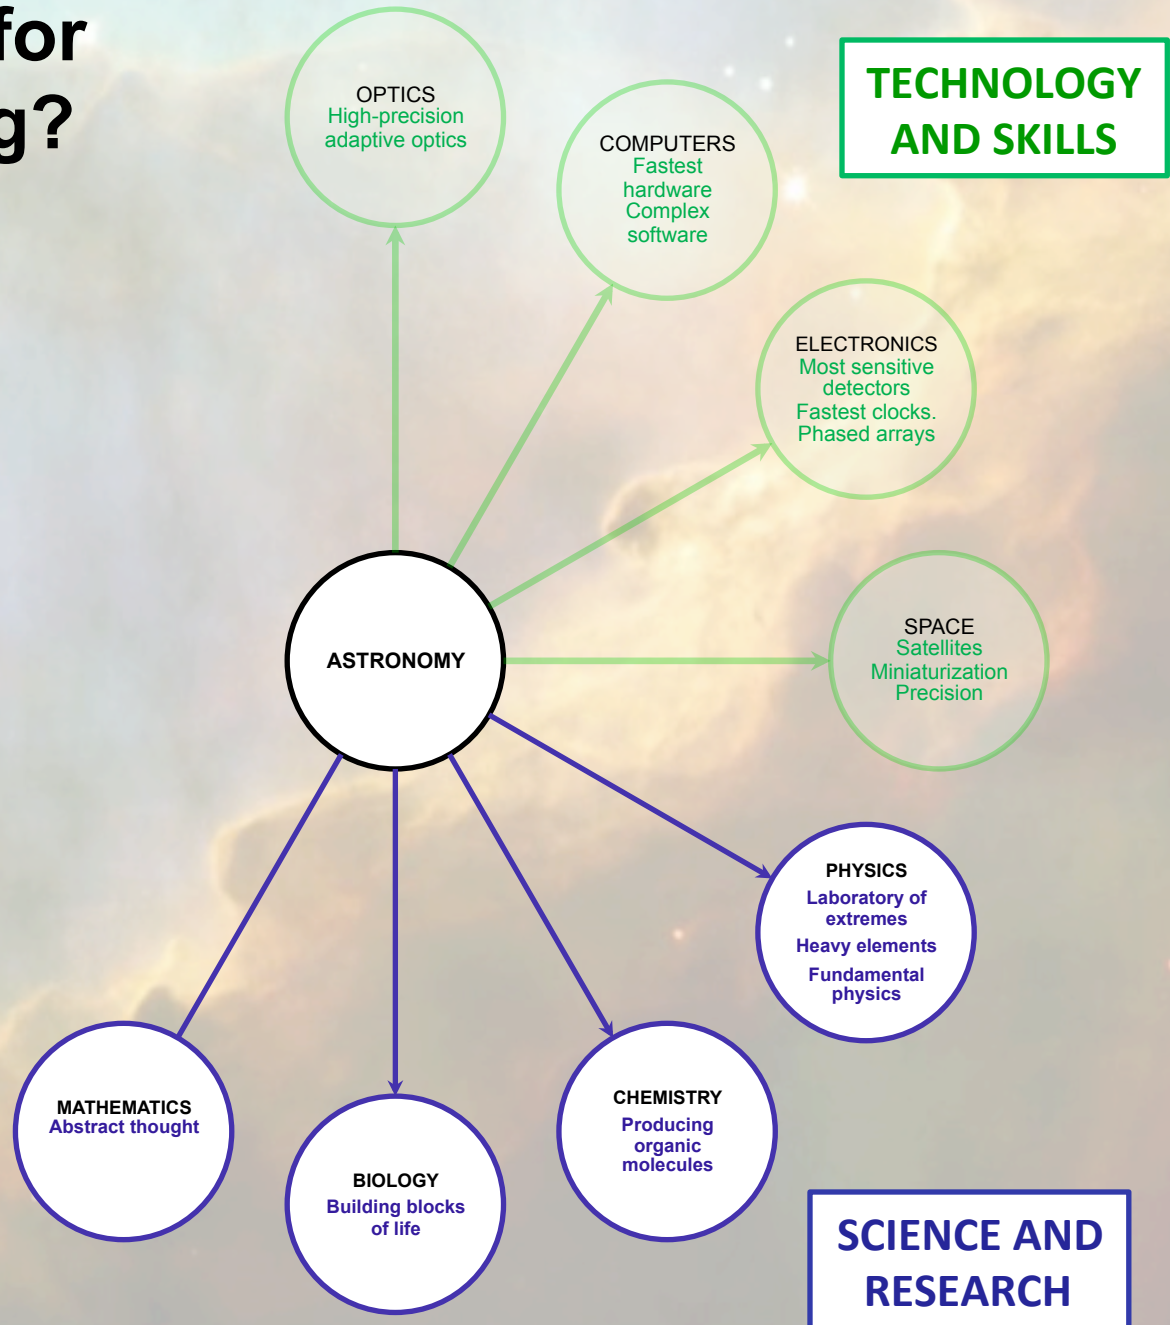 for
g?
TECHNOLOGY
AND SKILLS
OPTICS
High-precision
adaptive optics
COMPUTERS
Fastest
hardware
Complex
software
ELECTRONICS
Most sensitive
detectors
Fastest clocks.
Phased arrays
SPACE
Satellites
Miniaturization
Precision
ASTRONOMY
PHYSICS
Laboratory of
extremes
Heavy elements
Fundamental
physics
CHEMISTRY
Producing
organic
molecules
BIOLOGY
Building blocks
of life
MATHEMATICS
Abstract thought
SCIENCE AND
RESEARCH